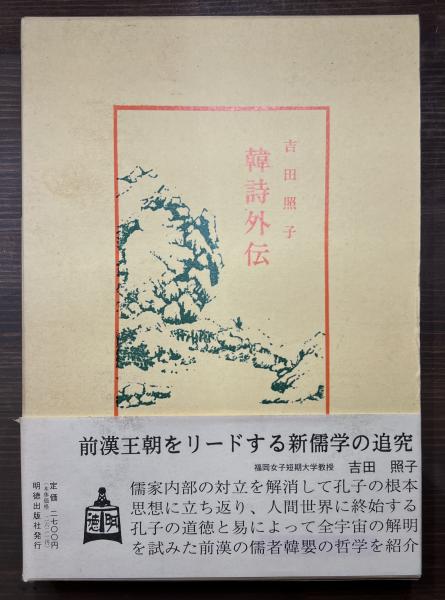 吉田照子
韓詩外伝
前漢王朝をリードする新儒学の追究
福岡女子短期大学教授 吉田 照子
儒家内部の対立を解消して孔子の根本
思想に立ち返り、人間世界に終始する
孔子の道徳と易によって全宇宙の解明
を試みた前漢の儒者韓嬰の哲学を紹介
明徳
定価 二七〇〇円
明徳出版社発行